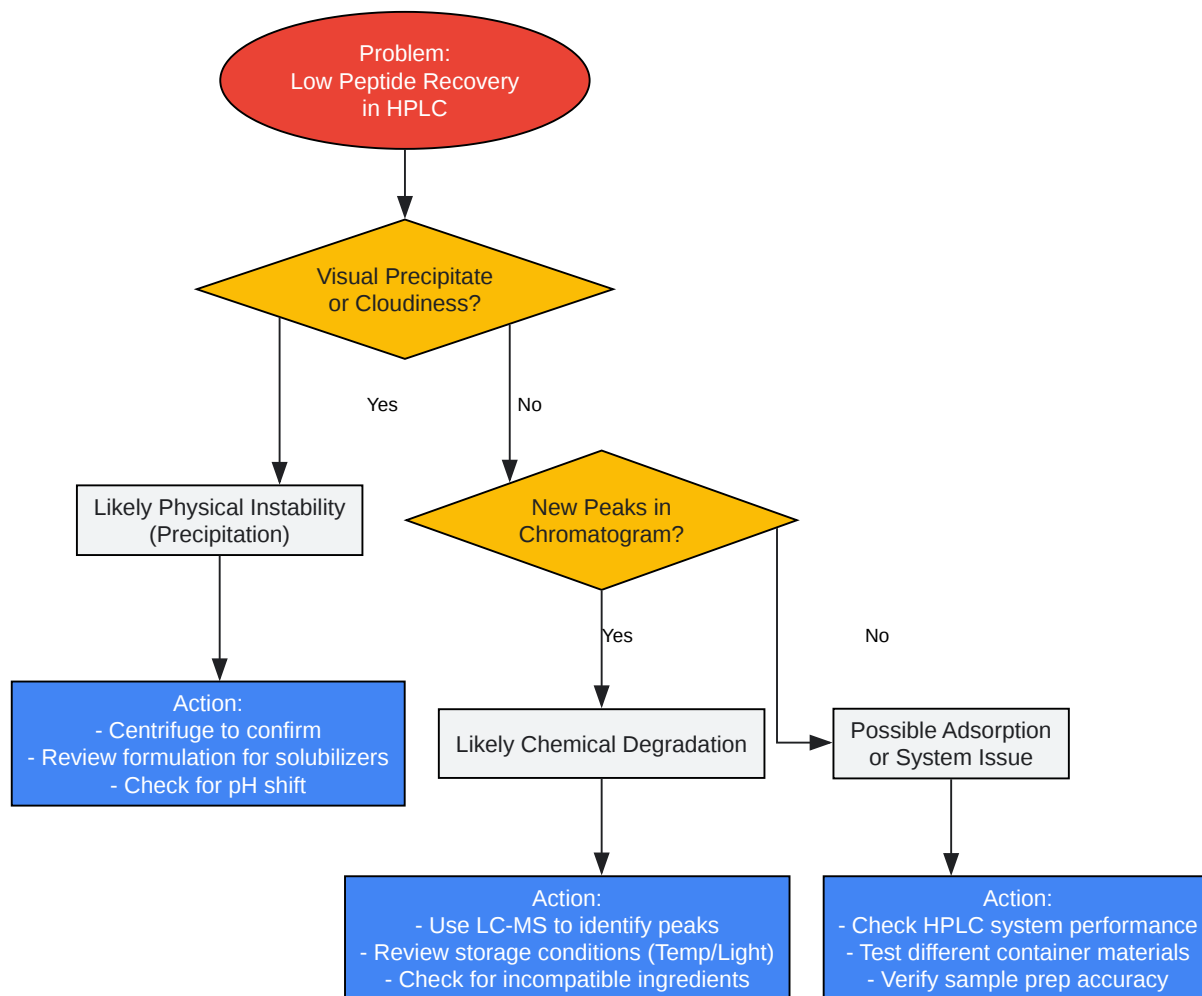 Problem:
Low Peptide Recovery
in HPLC
Visual Precipitate
or Cloudiness?
Yes
No
Likely Physical Instability
(Precipitation)
New Peaks in
Chromatogram?
Action:
- Centrifuge to confirm
- Review formulation for solubilizers
- Check for pH shift
Yes
No
Likely Chemical Degradation
Possible Adsorption
or System Issue
Action:
- Use LC-MS to identify peaks
- Review storage conditions (Temp/Light)
- Check for incompatible ingredients
Action:
- Check HPLC system performance
- Test different container materials
- Verify sample prep accuracy